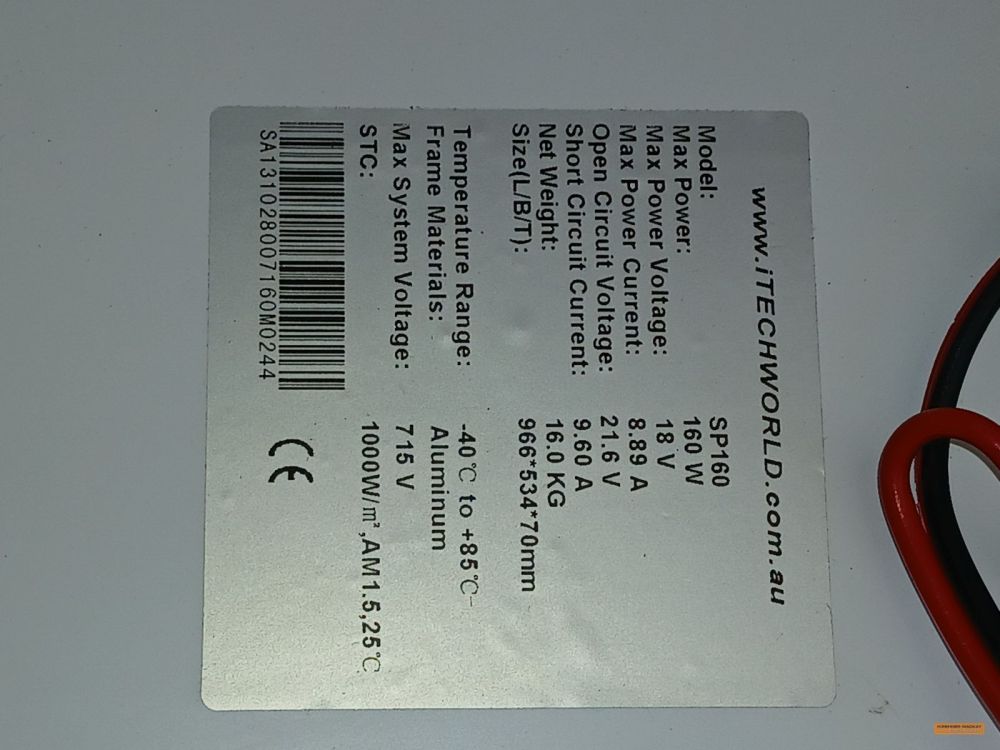 www.iTECHWORLD.com.au
Model: SP160
Max Power: 160 W
Max Power Voltage: 18 V
Max Power Current: 8.89 A
Open Circuit Voltage: 21.6 V
Short Circuit Current: 9.60 A
Net Weight: 16.0 KG
Size(L/B/T): 966*534*70mm
Temperature Range: -40℃ to +85℃
Frame Materials: Aluminum
Max System Voltage: 715 V
STC: 1000W/㎡,AM1.5,25℃
SA131028007160M0244
CE